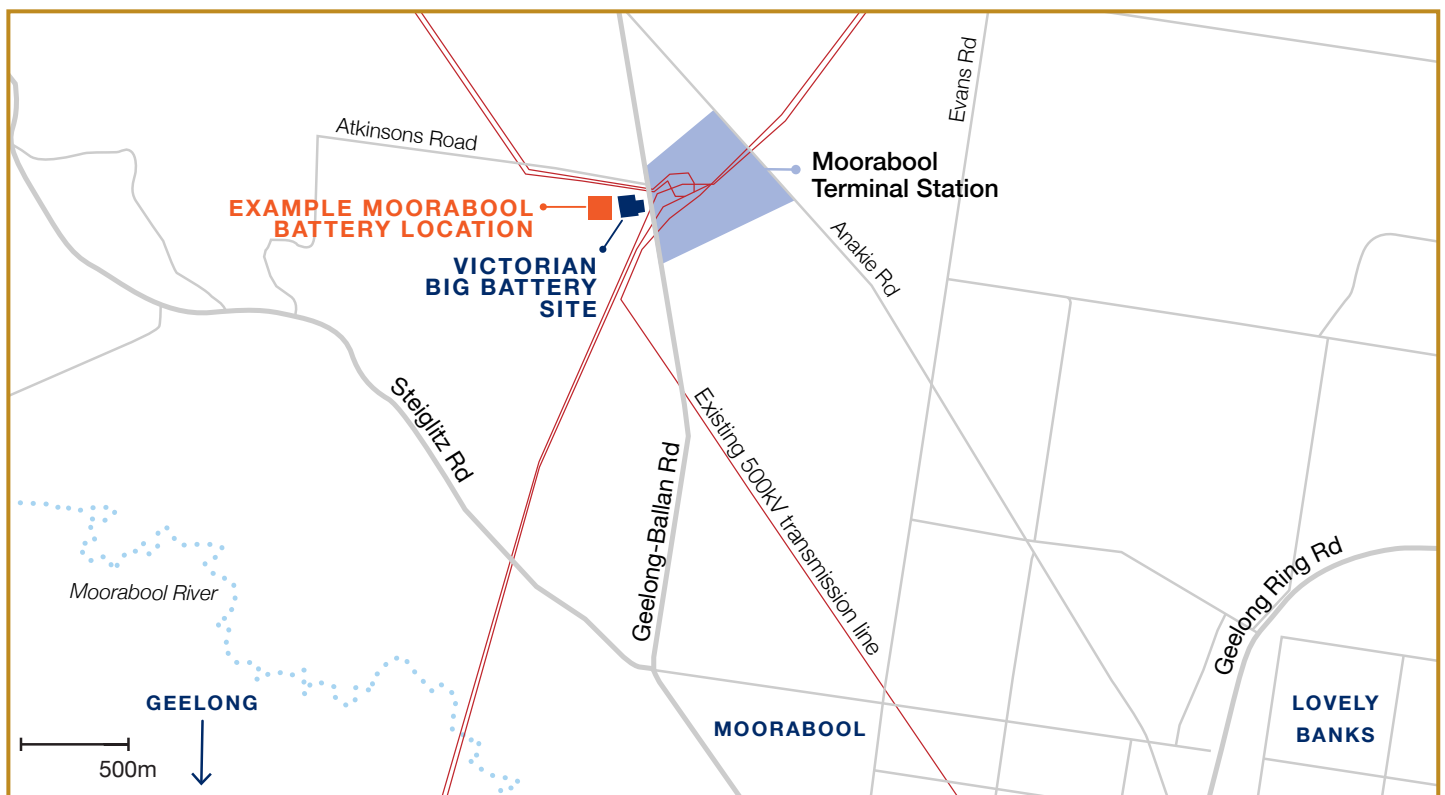 Evans Rd
Atkinsons Road
Moorabool
Terminal Station
EXAMPLE MOORABOOL
BATTERY LOCATION
VICTORIAN
BIG BATTERY
SITE
Anakie Rd
Steiglitz Rd
Existing 500kV transmission line
Geelong-Ballan Rd
Geelong Ring Rd
Moorabool River
GEELONG
MOORABOOL
LOVELY
BANKS
500m